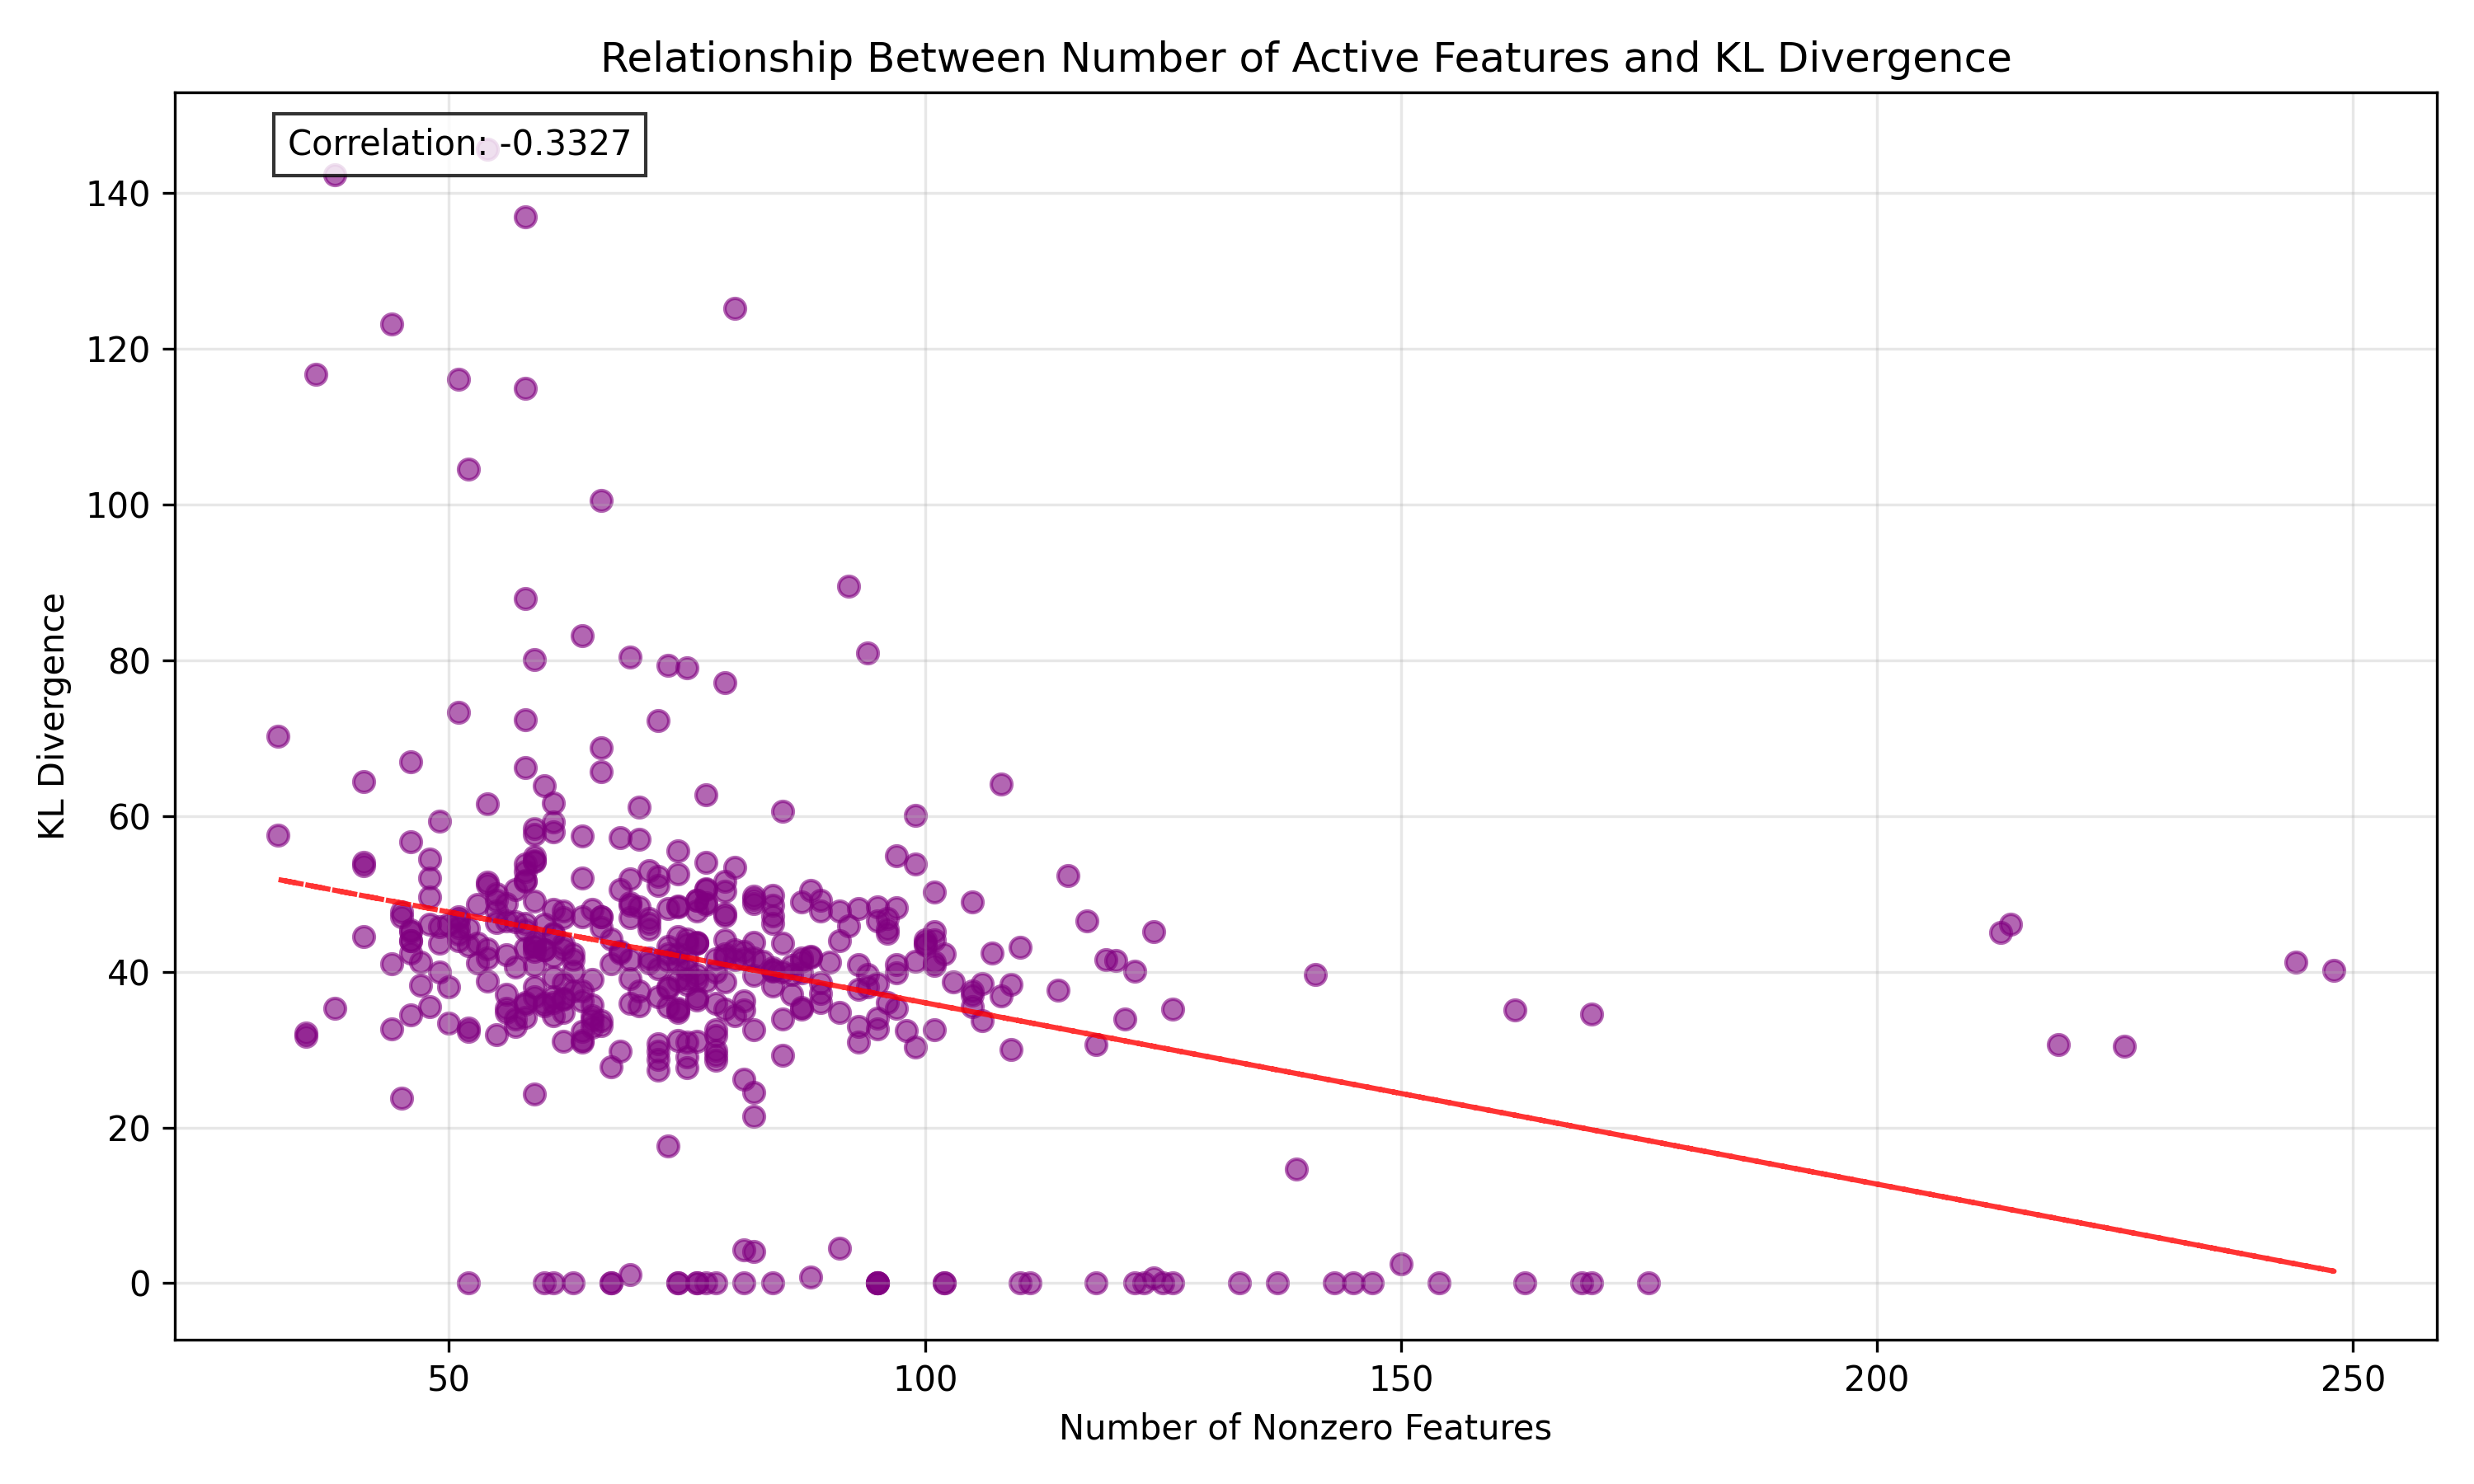 Relationship Between Number of Active Features and KL Divergence
Correlation: -0.3327
140
120
100
80
60
40
20
0
KL Divergence
50 100 150 200 250
Number of Nonzero Features